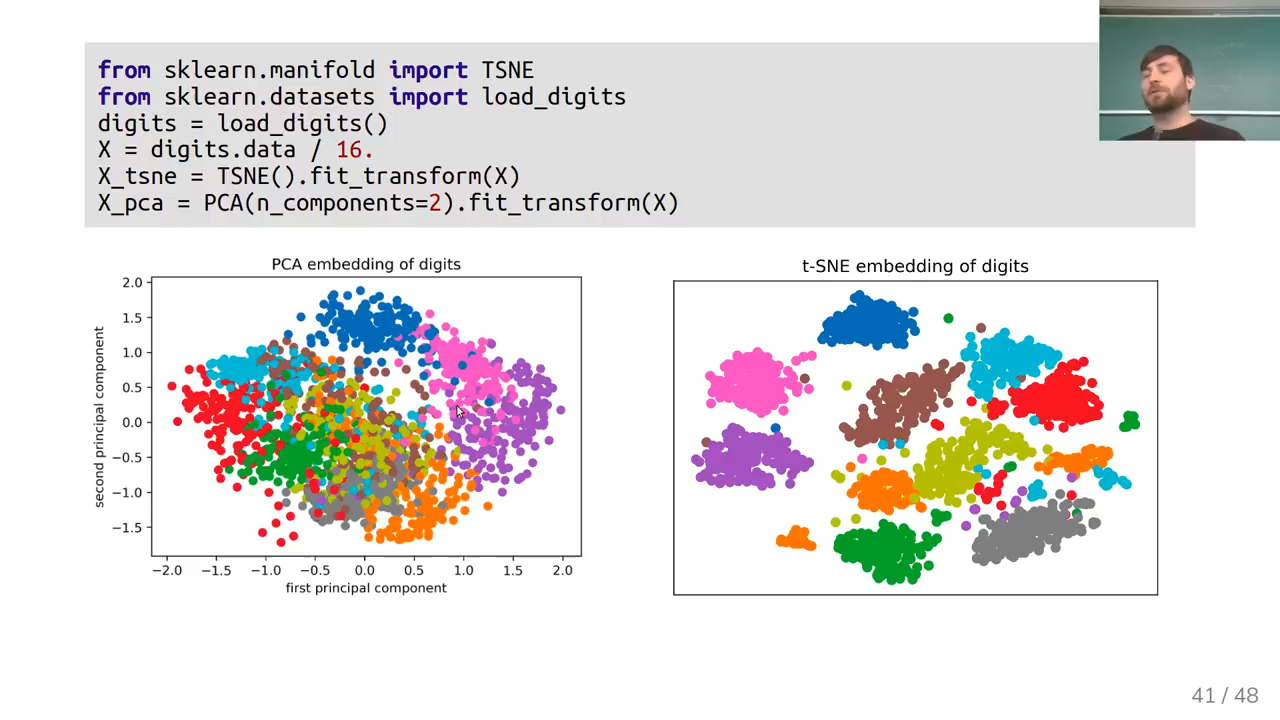 from sklearn.manifold import TSNE
from sklearn.datasets import load_digits
digits = load_digits()
X = digits.data / 16.
X_tsne = TSNE().fit_transform(X)
X_pca = PCA(n_components=2).fit_transform(X)
PCA embedding of digits
2.0
1.5
1.0
0.5
0.0
−0.5
−1.0
−1.5
second principal component
−2.0 −1.5 −1.0 −0.5 0.0 0.5 1.0 1.5 2.0
first principal component
t-SNE embedding of digits
41 / 48